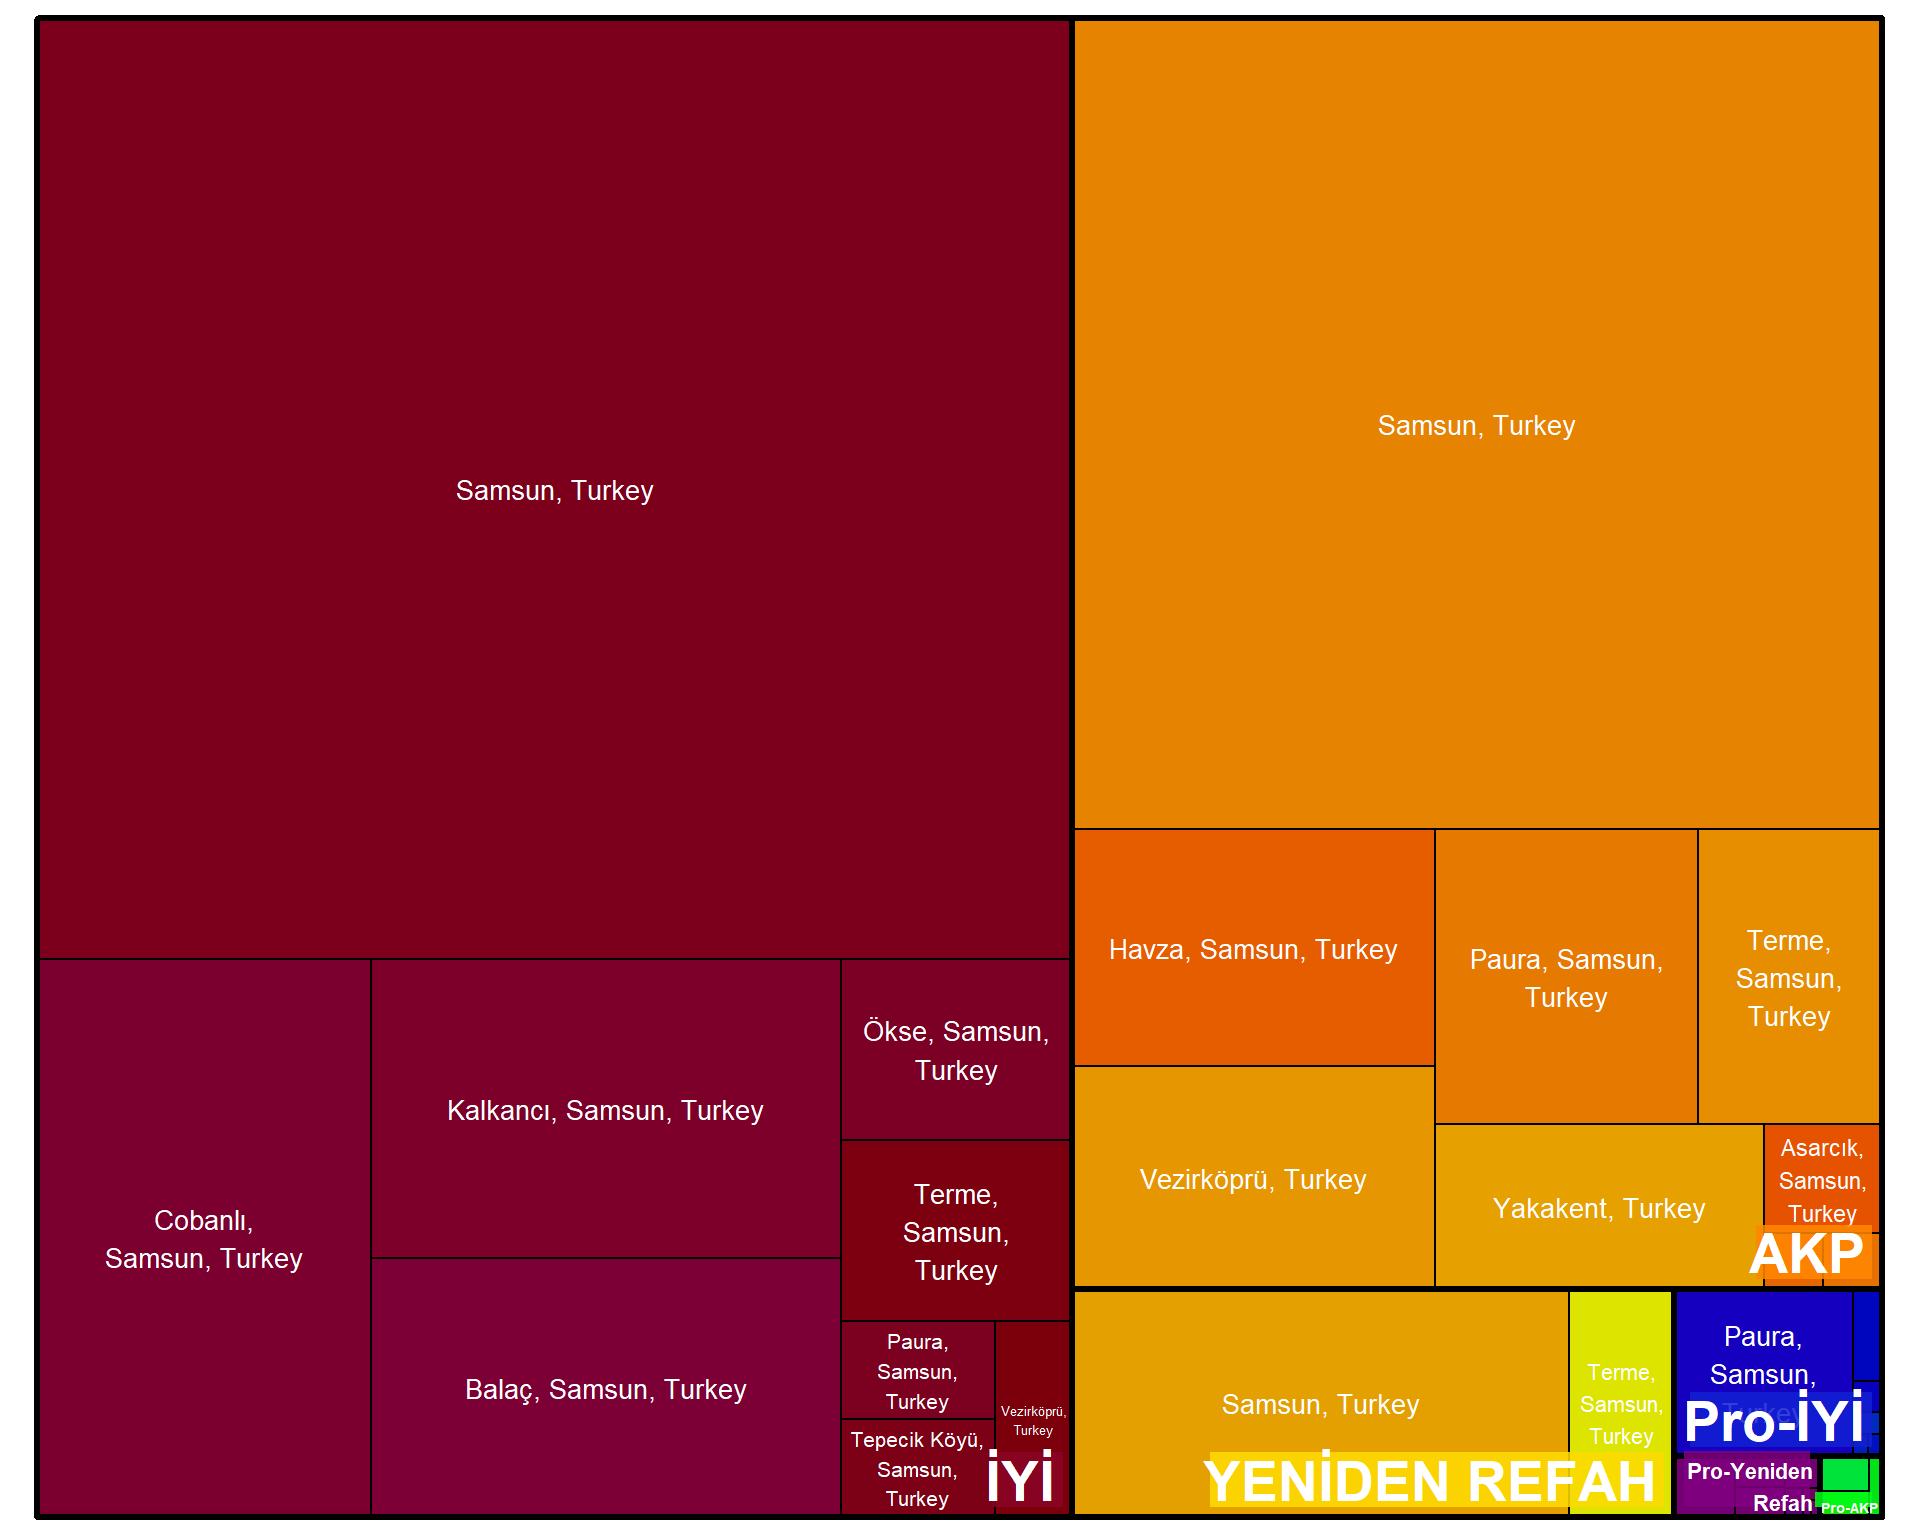 Samsun, Turkey
Cobanlı,
Samsun, Turkey
Kalkancı, Samsun, Turkey
Balaç, Samsun, Turkey
Ökse, Samsun,
Turkey
Terme,
Samsun,
Turkey
Paura,
Samsun,
Turkey
Tepecik Köyü,
Samsun,
Turkey
Vezirköprü,
Turkey
İYİ
Samsun, Turkey
Havza, Samsun, Turkey
Vezirköprü, Turkey
Paura, Samsun,
Turkey
Terme,
Samsun,
Turkey
Yakakent, Turkey
Asarcık,
Samsun,
Turkey
AKP
Samsun, Turkey
Terme,
Samsun,
Turkey
YENİDEN REFAH
Paura,
Samsun,
Turkey
Pro-İYİ
Pro-Yeniden
Refah
Pro-AKP